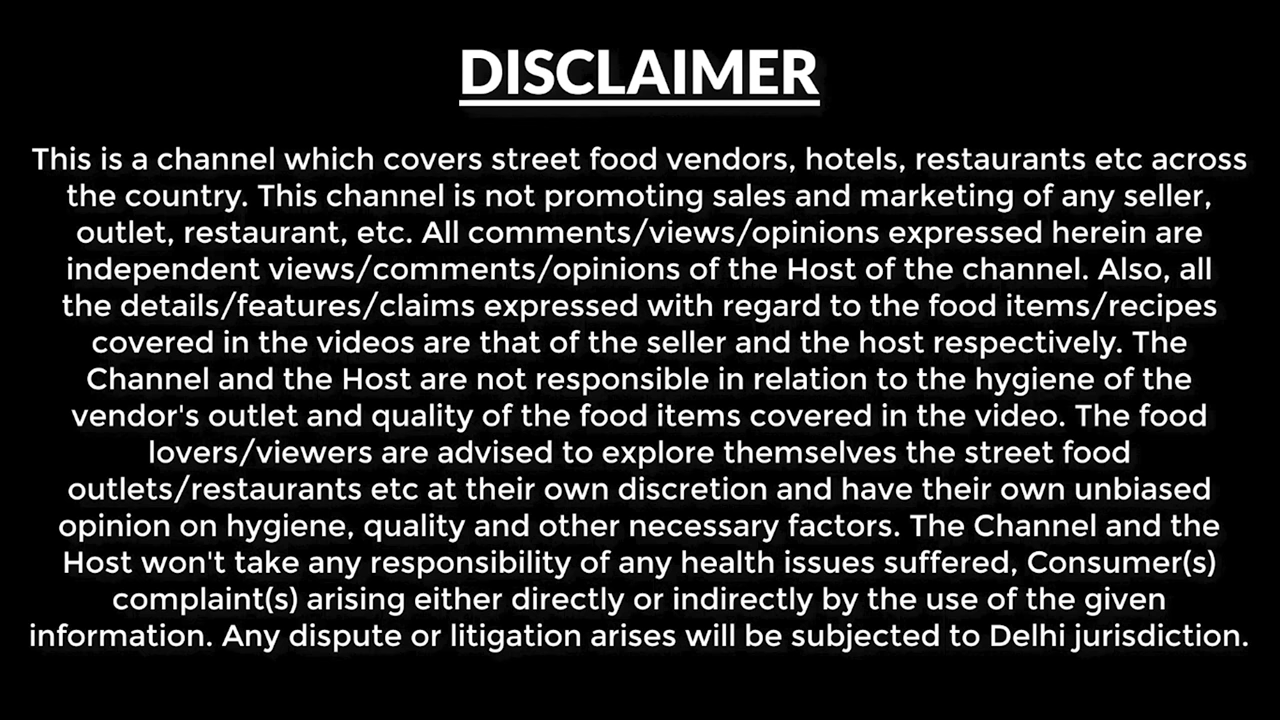 DISCLAIMER
This is a channel which covers street food vendors, hotels, restaurants etc across
the country. This channel is not promoting sales and marketing of any seller,
outlet, restaurant, etc. All comments/views/opinions expressed herein are
independent views/comments/opinions of the Host of the channel. Also, all
the details/features/claims expressed with regard to the food items/recipes
covered in the videos are that of the seller and the host respectively. The
Channel and the Host are not responsible in relation to the hygiene of the
vendor's outlet and quality of the food items covered in the video. The food
lovers/viewers are advised to explore themselves the street food
outlets/restaurants etc at their own discretion and have their own unbiased
opinion on hygiene, quality and other necessary factors. The Channel and the
Host won't take any responsibility of any health issues suffered, Consumer(s)
complaint(s) arising either directly or indirectly by the use of the given
information. Any dispute or litigation arises will be subjected to Delhi jurisdiction.